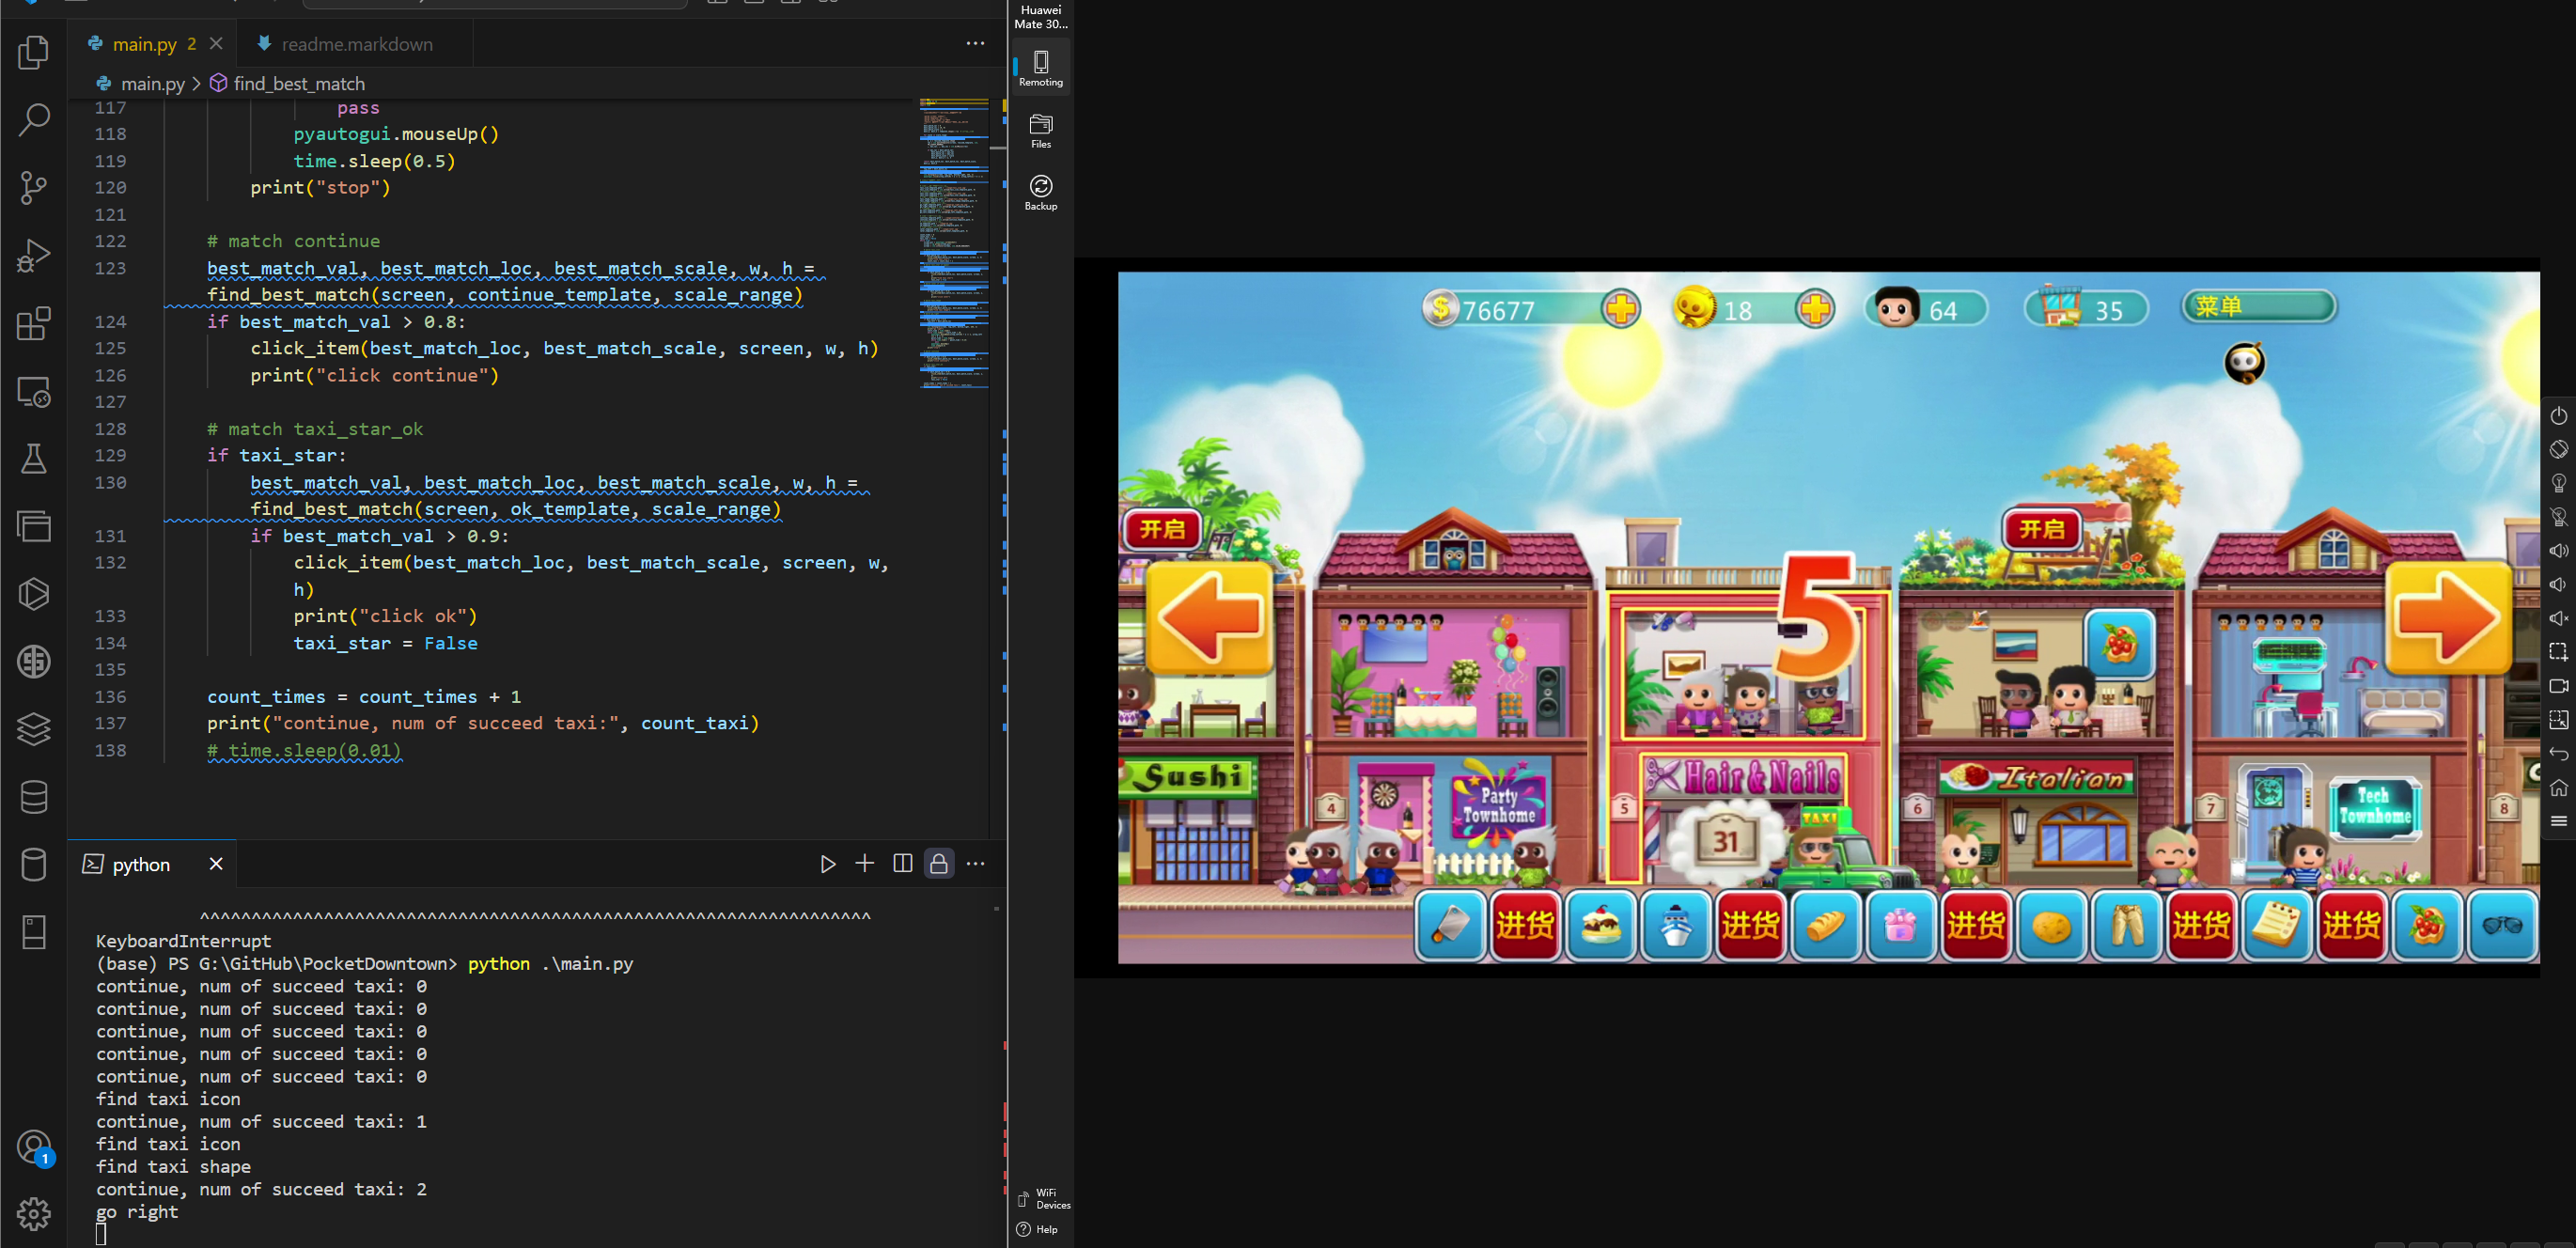 main.py 2
readme.markdown
main.py > find_best_match
117 pass
118 pyautogui.mouseUp()
119 time.sleep(0.5)
120 print("stop")
121
122 # match continue
123 best_match_val, best_match_loc, best_match_scale, w, h =
find_best_match(screen, continue_template, scale_range)
124 if best_match_val > 0.8:
125 click_item(best_match_loc, best_match_scale, screen, w, h)
126 print("click continue")
127
128 # match taxi_star_ok
129 if taxi_star:
130 best_match_val, best_match_loc, best_match_scale, w, h =
find_best_match(screen, ok_template, scale_range)
131 if best_match_val > 0.9:
132 click_item(best_match_loc, best_match_scale, screen, w,
h)
133 print("click ok")
134 taxi_star = False
135
136 count_times = count_times + 1
137 print("continue, num of succeed taxi:", count_taxi)
138 # time.sleep(0.01)
python
^^^^^^^^^^^^^^^^^^^^^^^^^^^^^^^^^^^^^^^^^^^^^^^^^^^^^^^^^^^^^^
KeyboardInterrupt
(base) PS G:\GitHub\PocketDowntown> python .\main.py
continue, num of succeed taxi: 0
continue, num of succeed taxi: 0
continue, num of succeed taxi: 0
continue, num of succeed taxi: 0
continue, num of succeed taxi: 0
find taxi icon
continue, num of succeed taxi: 1
find taxi icon
find taxi shape
continue, num of succeed taxi: 2
go right
1
Huawei
Mate 30...
Remoting
Files
Backup
WiFi
Devices
Help
76677
18
64
35
菜单
开启
开启
5
Sushi
4
Party
Townhome
5
Hair & Nails
31
TAXI
6
Italian
7
Tech
Townhome
8
进货
进货
进货
进货
进货